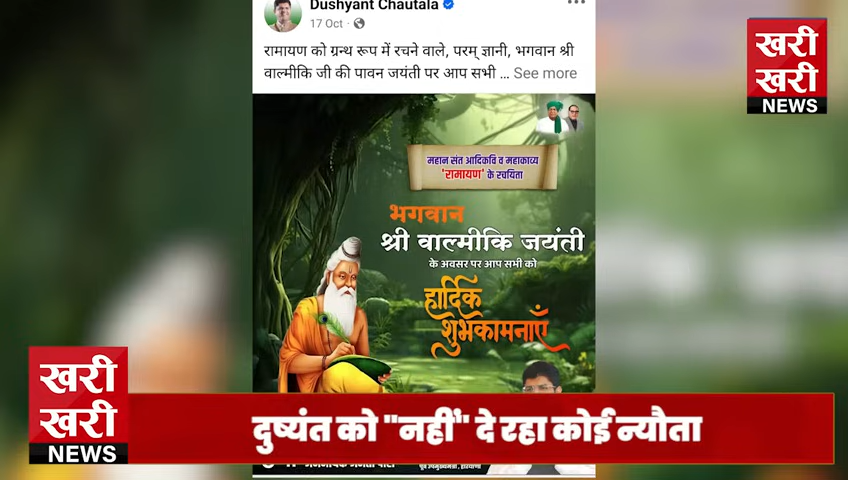 Dushyant Chautala
17 Oct ·
रामायण को ग्रन्थ रूप में रचने वाले, परम् ज्ञानी, भगवान श्री
वाल्मीकि जी की पावन जयंती पर आप सभी ... See more
खरी
खरी
NEWS
महान संत आदिकवि व महाकाव्य
'रामायण' के रचयिता
भगवान
श्री वाल्मीकि जयंती
के अवसर पर आप सभी को
हार्दिक
शुभकामनाएँ
खरी
खरी
NEWS
दुष्यंत को "नहीं" दे रहा कोई न्यौता